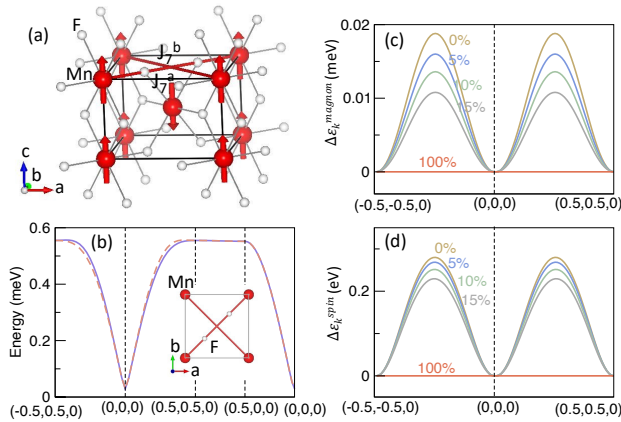 (a)
F
Mn
J₇ᵇ
J₇ᵃ
c
b
a
(b)
Energy (meV)
0.6
0.4
0.2
0
Mn
F
b
a
(-0.5,0.5,0)
(0,0,0)
(0.5,0.5,0)
(0.5,0,0)
(0,0,0)
(c)
Δε_k^magnon (meV)
0.02
0.01
0
0%
5%
10%
15%
100%
(-0.5,-0.5,0)
(0,0,0)
(0.5,0.5,0)
(d)
Δε_k^spin (eV)
0.2
0
0%
5%
10%
15%
100%
(-0.5,-0.5,0)
(0,0,0)
(0.5,0.5,0)